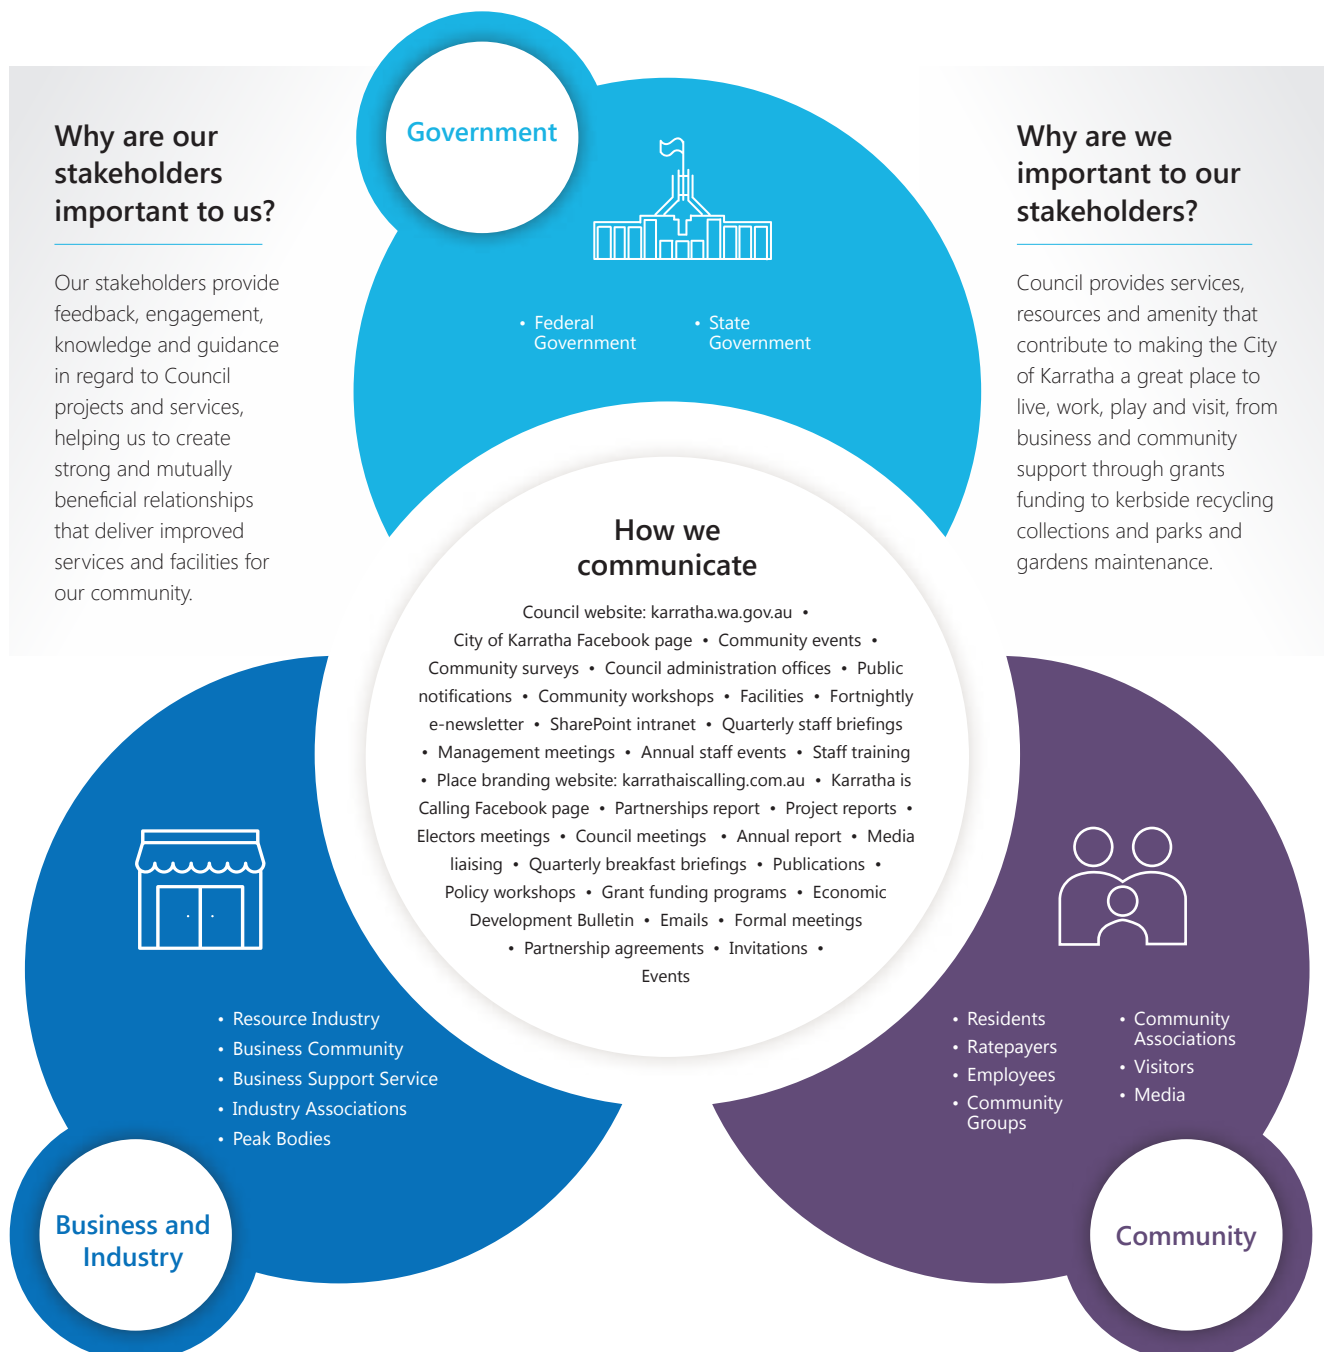 Government
Why are our
stakeholders
important to us?
Our stakeholders provide
feedback, engagement,
knowledge and guidance
in regard to Council
projects and services,
helping us to create
strong and mutually
beneficial relationships
that deliver improved
services and facilities for
our community.
• Federal
Government
• State
Government
Why are we
important to our
stakeholders?
Council provides services,
resources and amenity that
contribute to making the City
of Karratha a great place to
live, work, play and visit, from
business and community
support through grants
funding to kerbside recycling
collections and parks and
gardens maintenance.
How we
communicate
Council website: karratha.wa.gov.au •
City of Karratha Facebook page • Community events •
Community surveys • Council administration offices • Public
notifications • Community workshops • Facilities • Fortnightly
e-newsletter • SharePoint intranet • Quarterly staff briefings
• Management meetings • Annual staff events • Staff training
• Place branding website: karrathaiscalling.com.au • Karratha is
Calling Facebook page • Partnerships report • Project reports •
Electors meetings • Council meetings • Annual report • Media
liaising • Quarterly breakfast briefings • Publications •
Policy workshops • Grant funding programs • Economic
Development Bulletin • Emails • Formal meetings
• Partnership agreements • Invitations •
Events
• Resource Industry
• Business Community
• Business Support Service
• Industry Associations
• Peak Bodies
Business and
Industry
• Residents
• Ratepayers
• Employees
• Community
Groups
• Community
Associations
• Visitors
• Media
Community